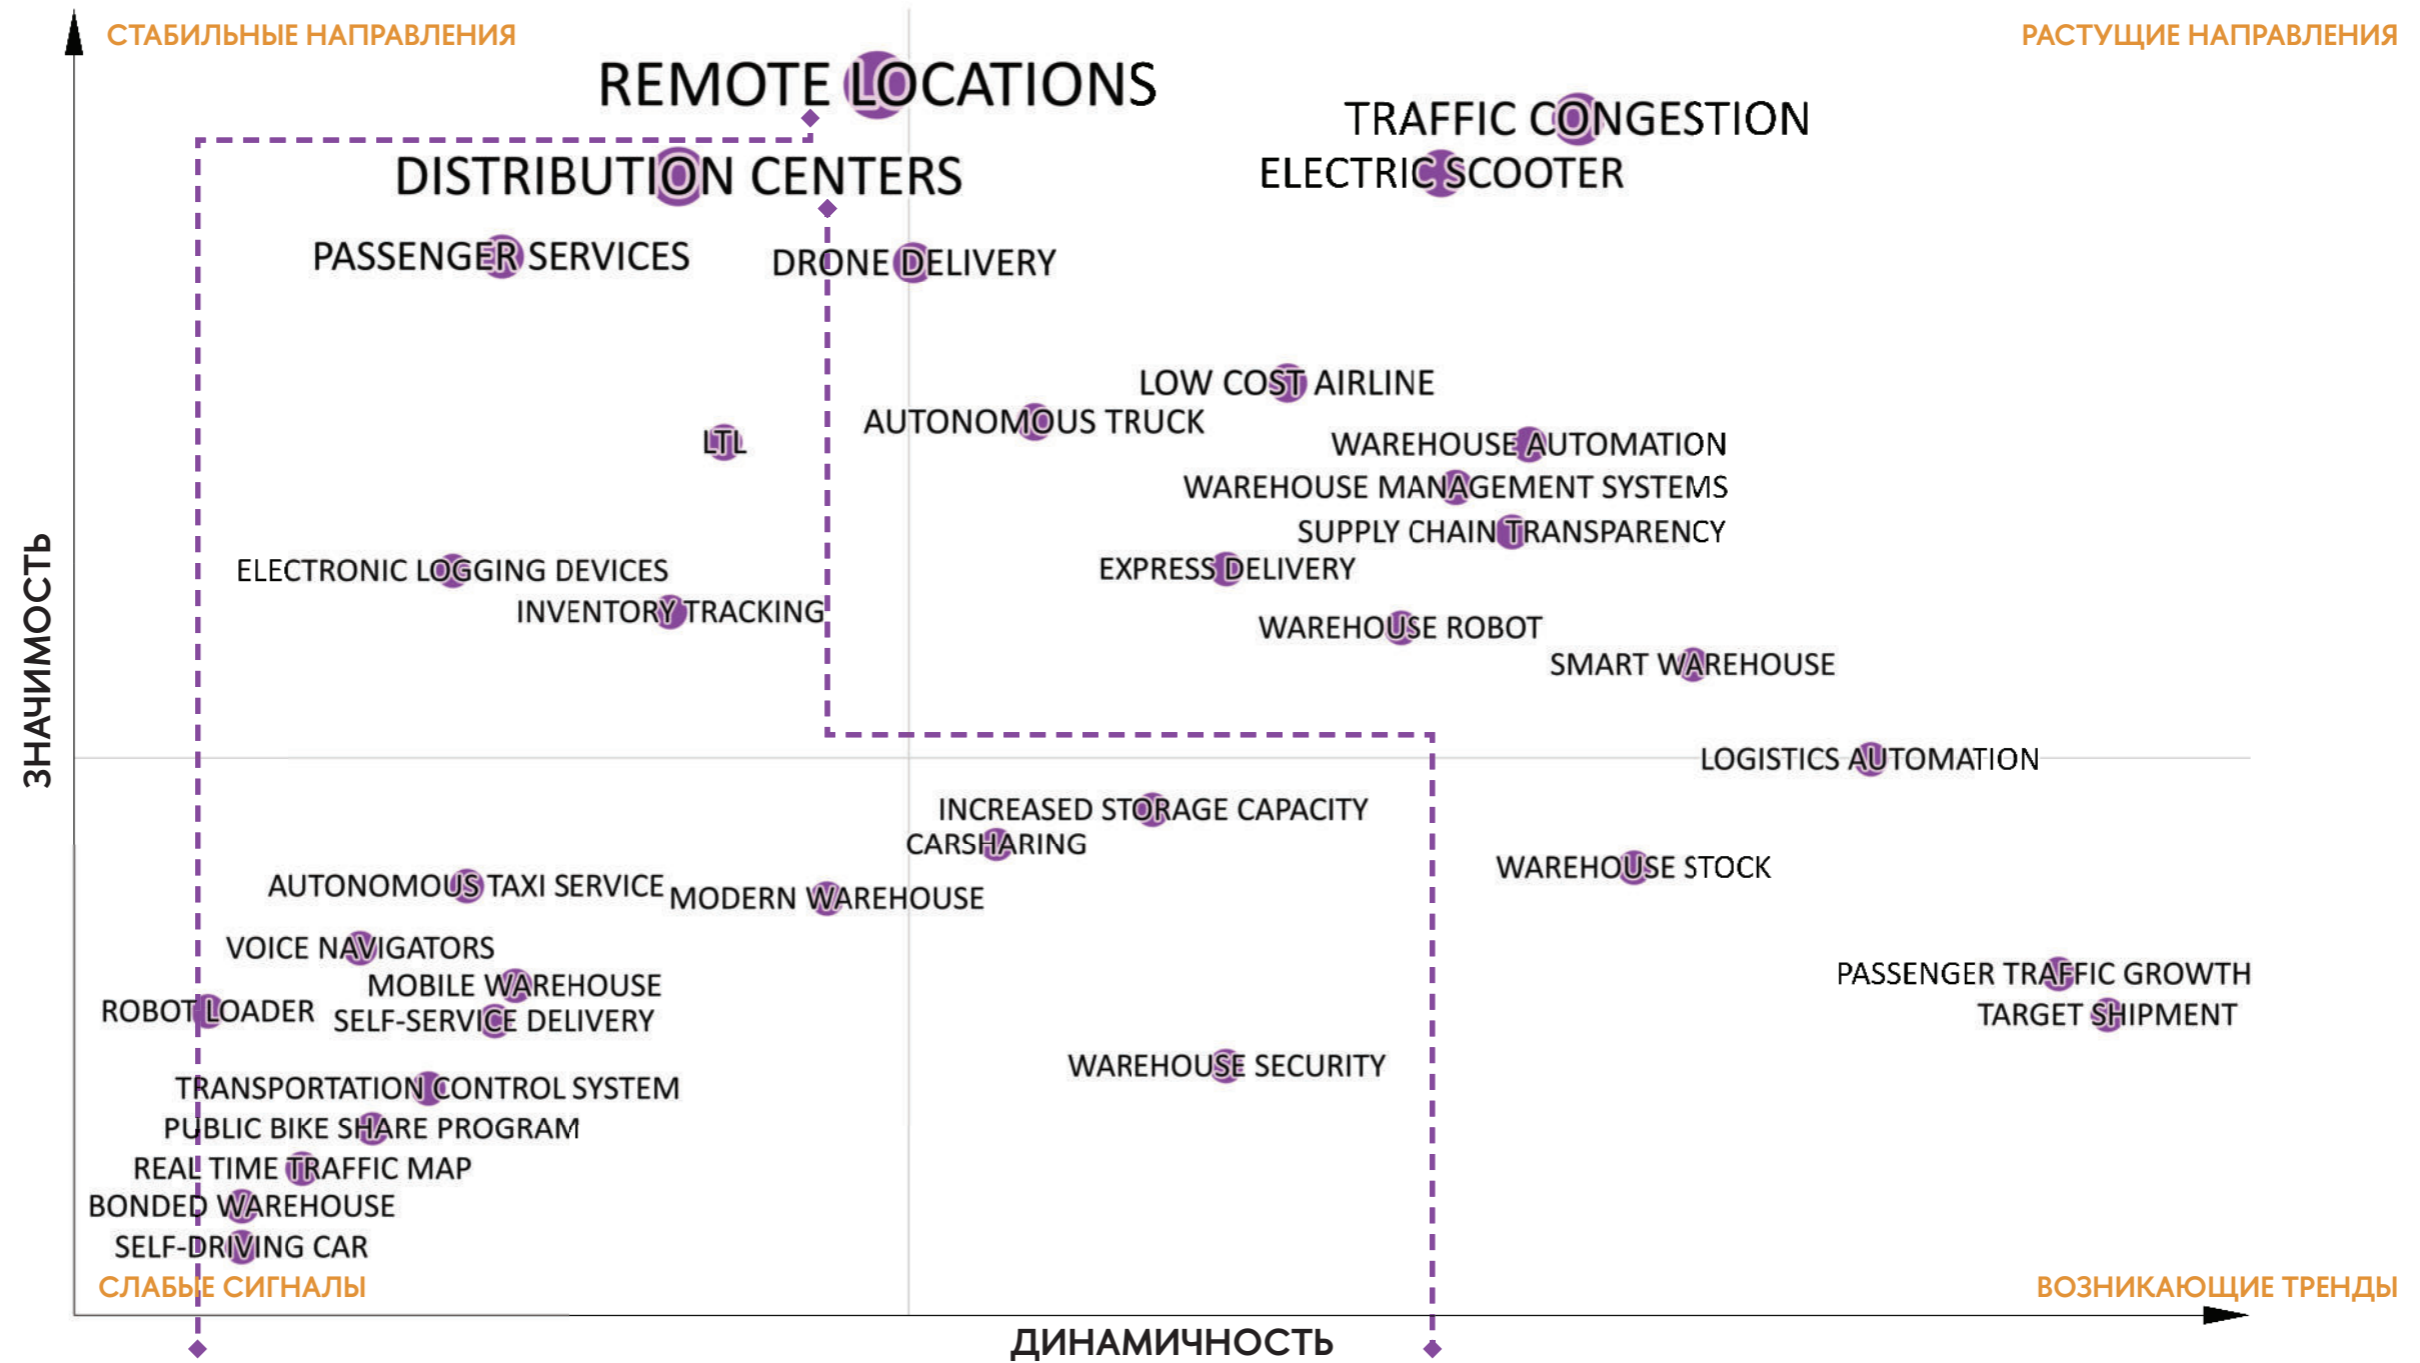 СТАБИЛЬНЫЕ НАПРАВЛЕНИЯ
РАСТУЩИЕ НАПРАВЛЕНИЯ
REMOTE LOCATIONS
TRAFFIC CONGESTION
DISTRIBUTION CENTERS
ELECTRIC SCOOTER
PASSENGER SERVICES
DRONE DELIVERY
LOW COST AIRLINE
AUTONOMOUS TRUCK
LTL
WAREHOUSE AUTOMATION
WAREHOUSE MANAGEMENT SYSTEMS
SUPPLY CHAIN TRANSPARENCY
ELECTRONIC LOGGING DEVICES
EXPRESS DELIVERY
INVENTORY TRACKING
WAREHOUSE ROBOT
SMART WAREHOUSE
ЗНАЧИМОСТЬ
LOGISTICS AUTOMATION
INCREASED STORAGE CAPACITY
CARSHARING
WAREHOUSE STOCK
AUTONOMOUS TAXI SERVICE
MODERN WAREHOUSE
VOICE NAVIGATORS
PASSENGER TRAFFIC GROWTH
MOBILE WAREHOUSE
ROBOT LOADER
SELF-SERVICE DELIVERY
TARGET SHIPMENT
WAREHOUSE SECURITY
TRANSPORTATION CONTROL SYSTEM
PUBLIC BIKE SHARE PROGRAM
REAL TIME TRAFFIC MAP
BONDED WAREHOUSE
SELF-DRIVING CAR
СЛАБЫЕ СИГНАЛЫ
ВОЗНИКАЮЩИЕ ТРЕНДЫ
ДИНАМИЧНОСТЬ